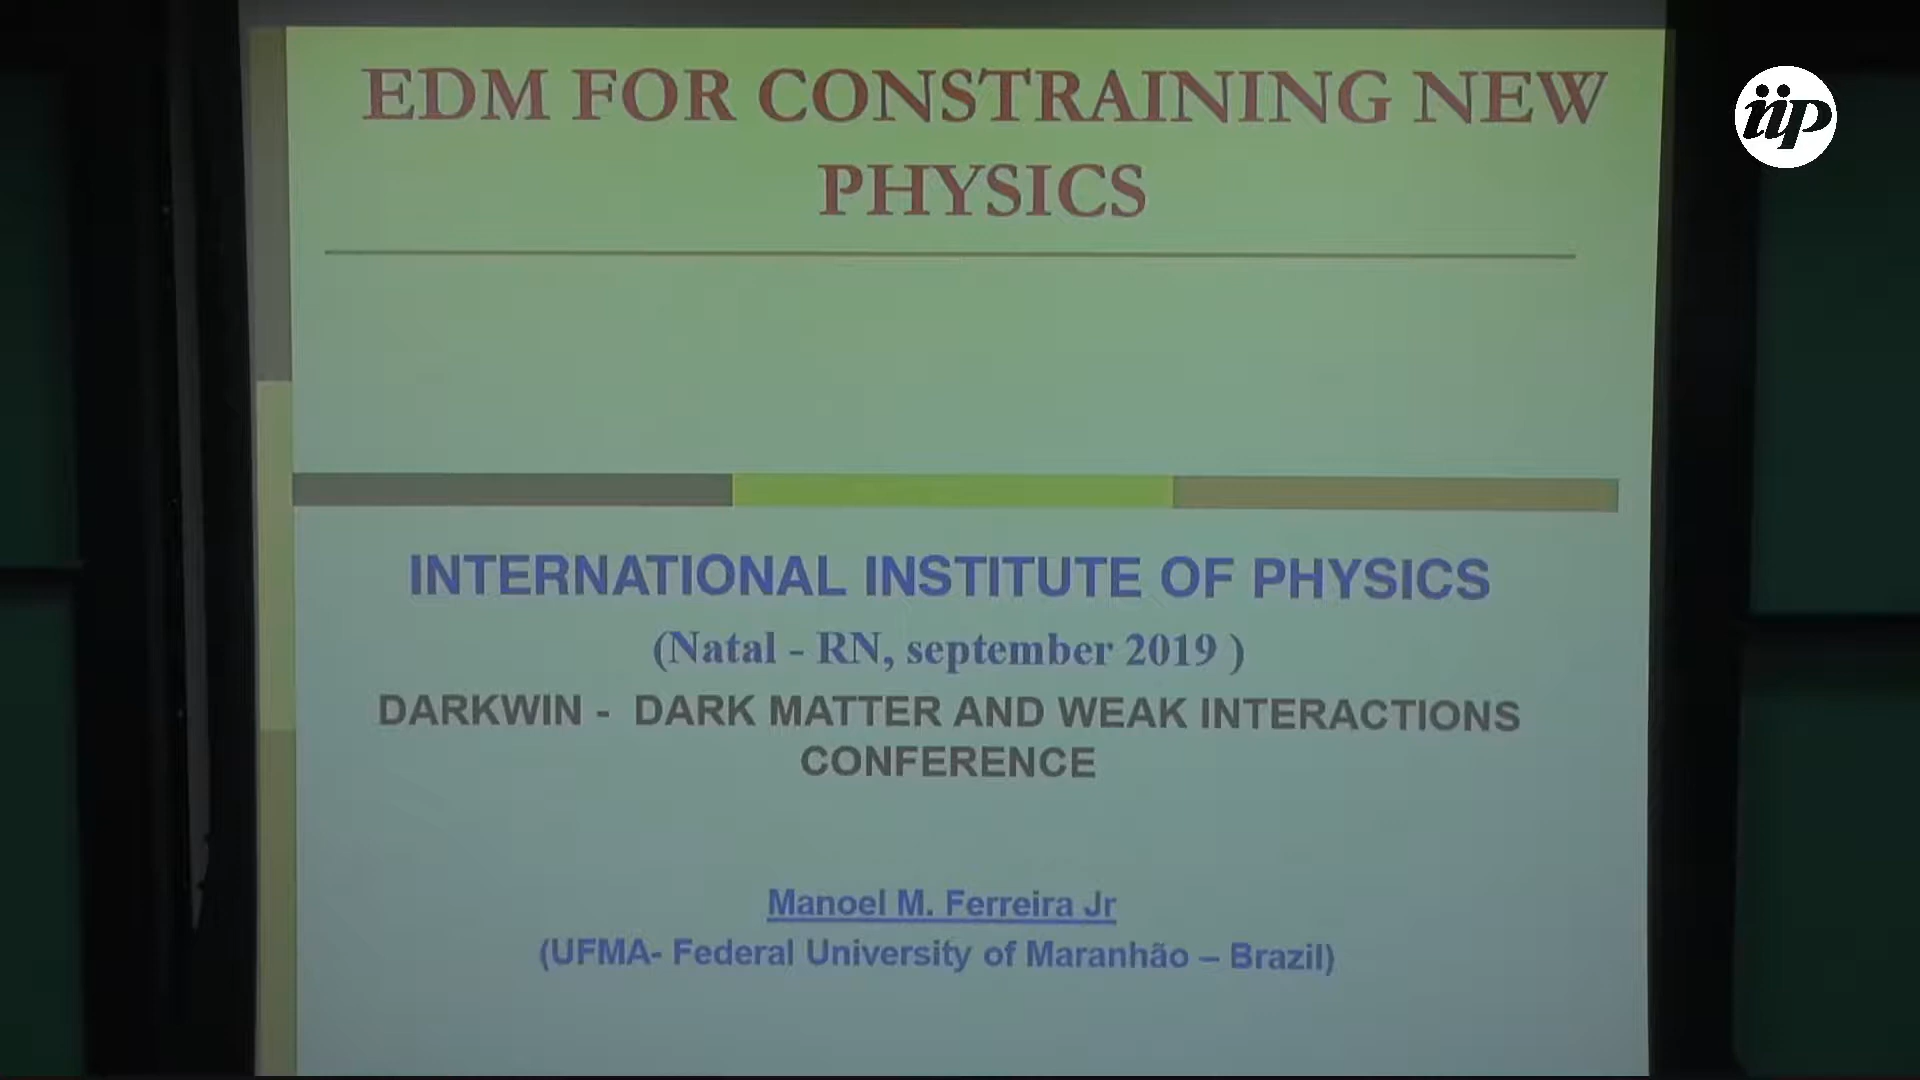 EDM FOR CONSTRAINING NEW
PHYSICS
iip
INTERNATIONAL INSTITUTE OF PHYSICS
(Natal - RN, september 2019 )
DARKWIN - DARK MATTER AND WEAK INTERACTIONS
CONFERENCE
Manoel M. Ferreira Jr
(UFMA- Federal University of Maranhão – Brazil)